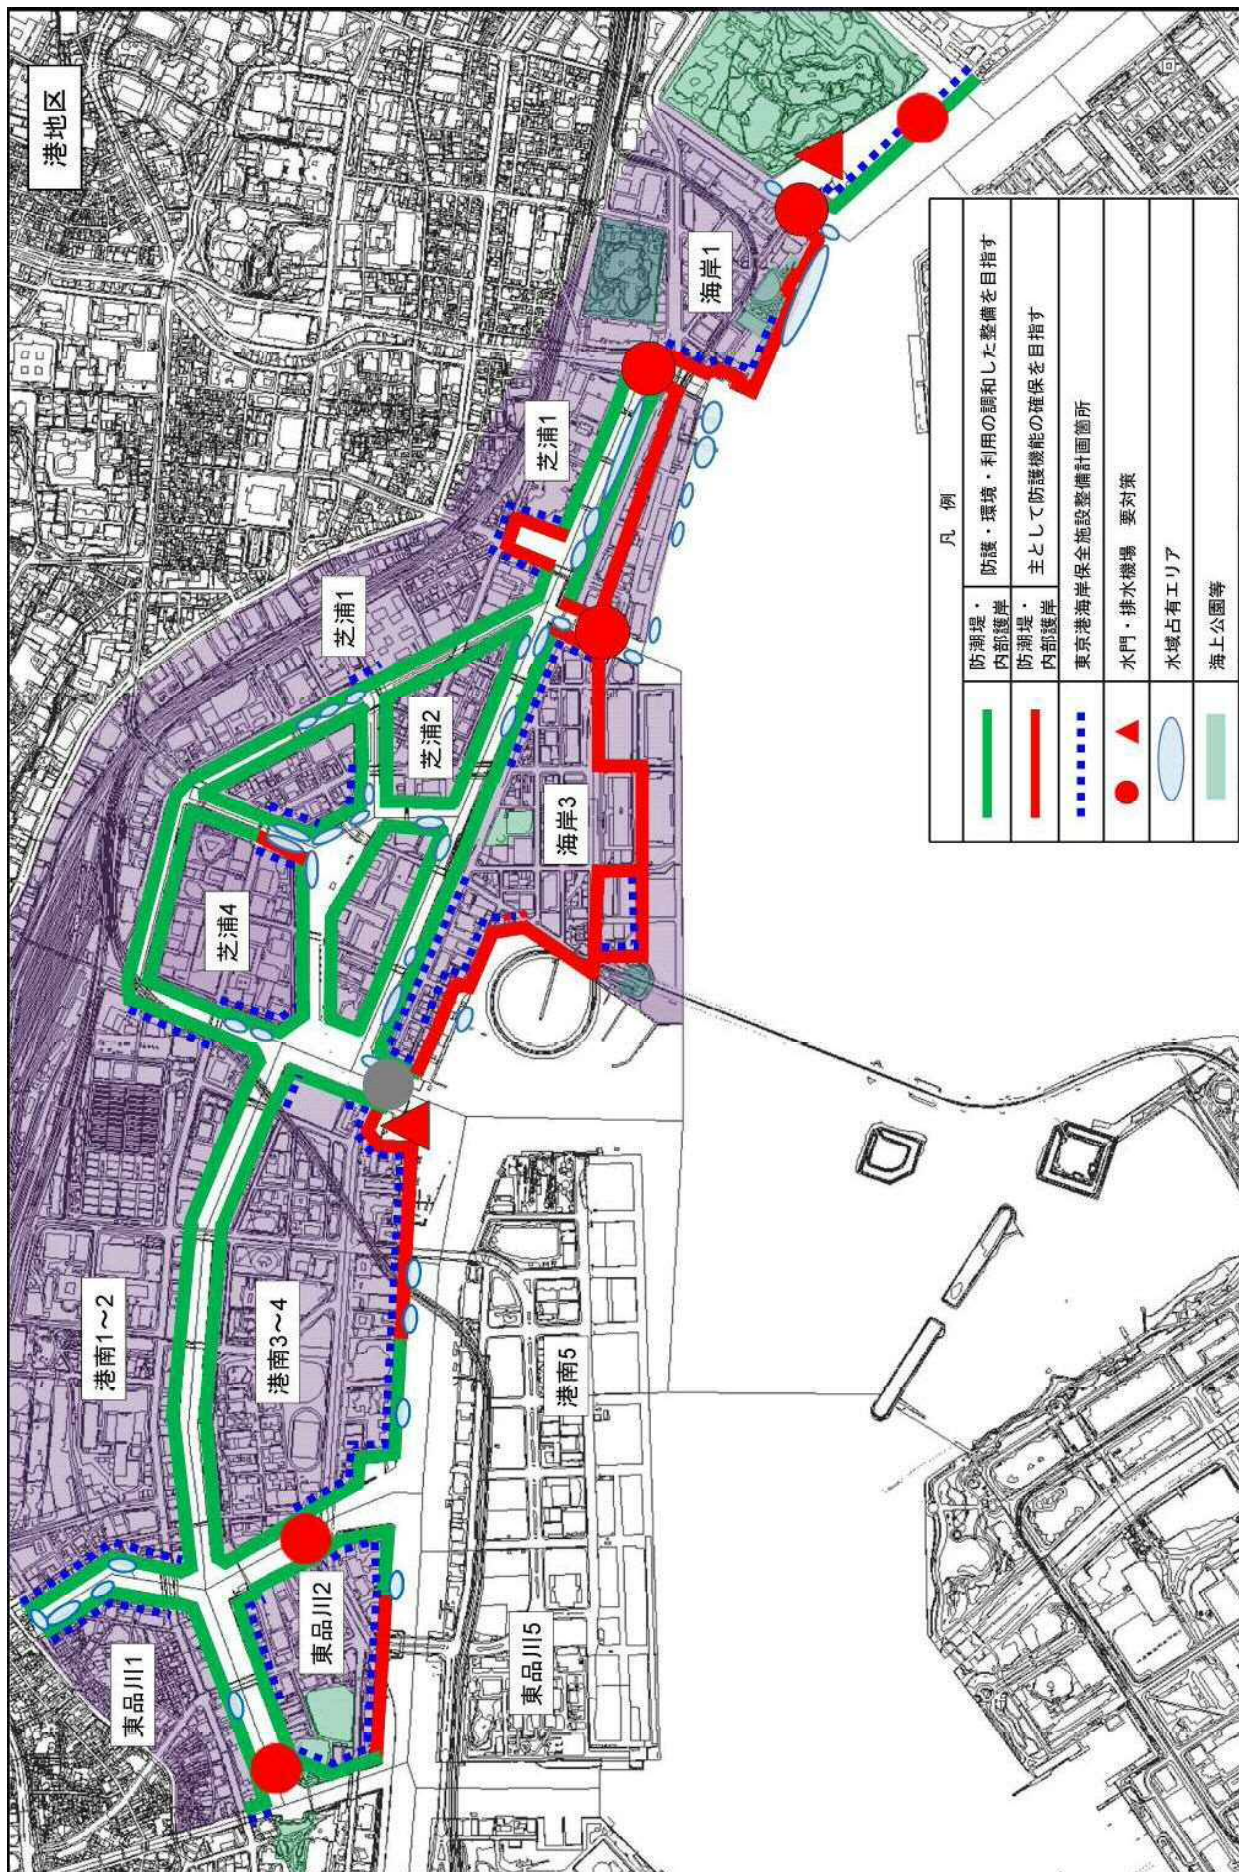 港地区
海岸1
芝浦1
芝浦1
芝浦2
海岸3
芝浦4
港南1～2
港南3～4
港南5
東品川1
東品川2
東品川5
凡 例
防潮堤・
内部護岸
防護・環境・利用の調和した整備を目指す
防潮堤・
内部護岸
主として防護機能の確保を目指す
東京港海岸保全施設整備計画箇所
水門・排水機場 要対策
水域占有エリア
海上公園等